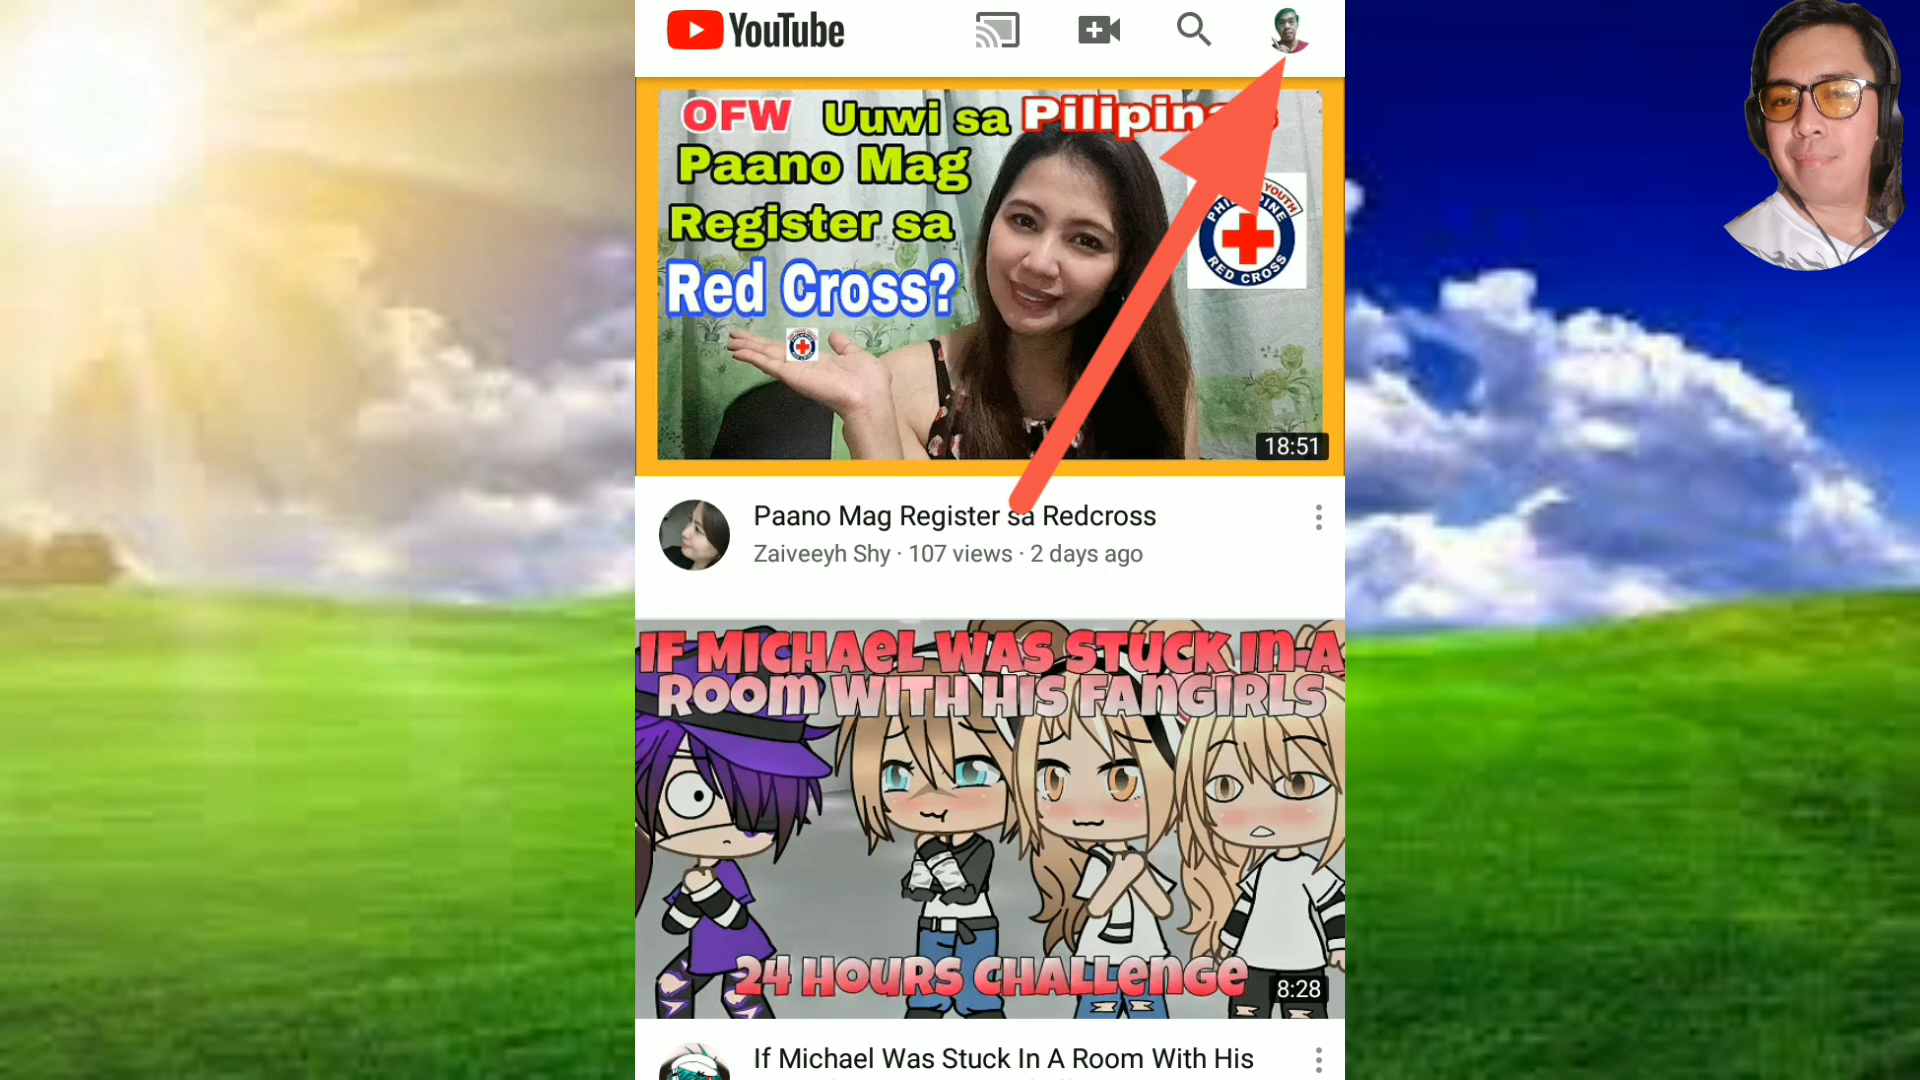 YouTube
OFW Uuwi sa Pilipinas
Paano Mag
Register sa
Red Cross?
YOUTH
PHILIPPINE
RED CROSS
18:51
Paano Mag Register sa Redcross
Zaiveeyh Shy · 107 views · 2 days ago
IF MICHAEL WAS STUCK IN A
ROOM WITH HIS FANGIRLS
24 HOURS CHALLENGE
8:28
If Michael Was Stuck In A Room With His